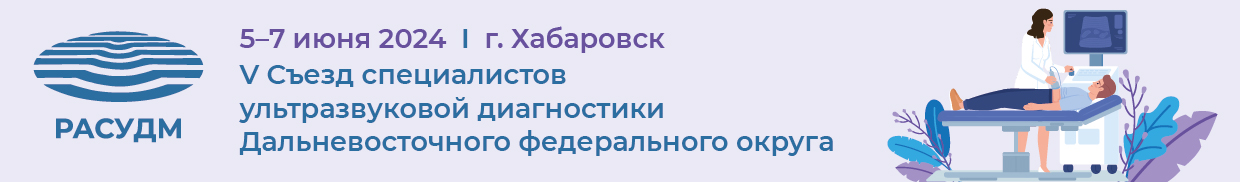 РАСУДМ
5–7 июня 2024 | г. Хабаровск
V Съезд специалистов
ультразвуковой диагностики
Дальневосточного федерального округа